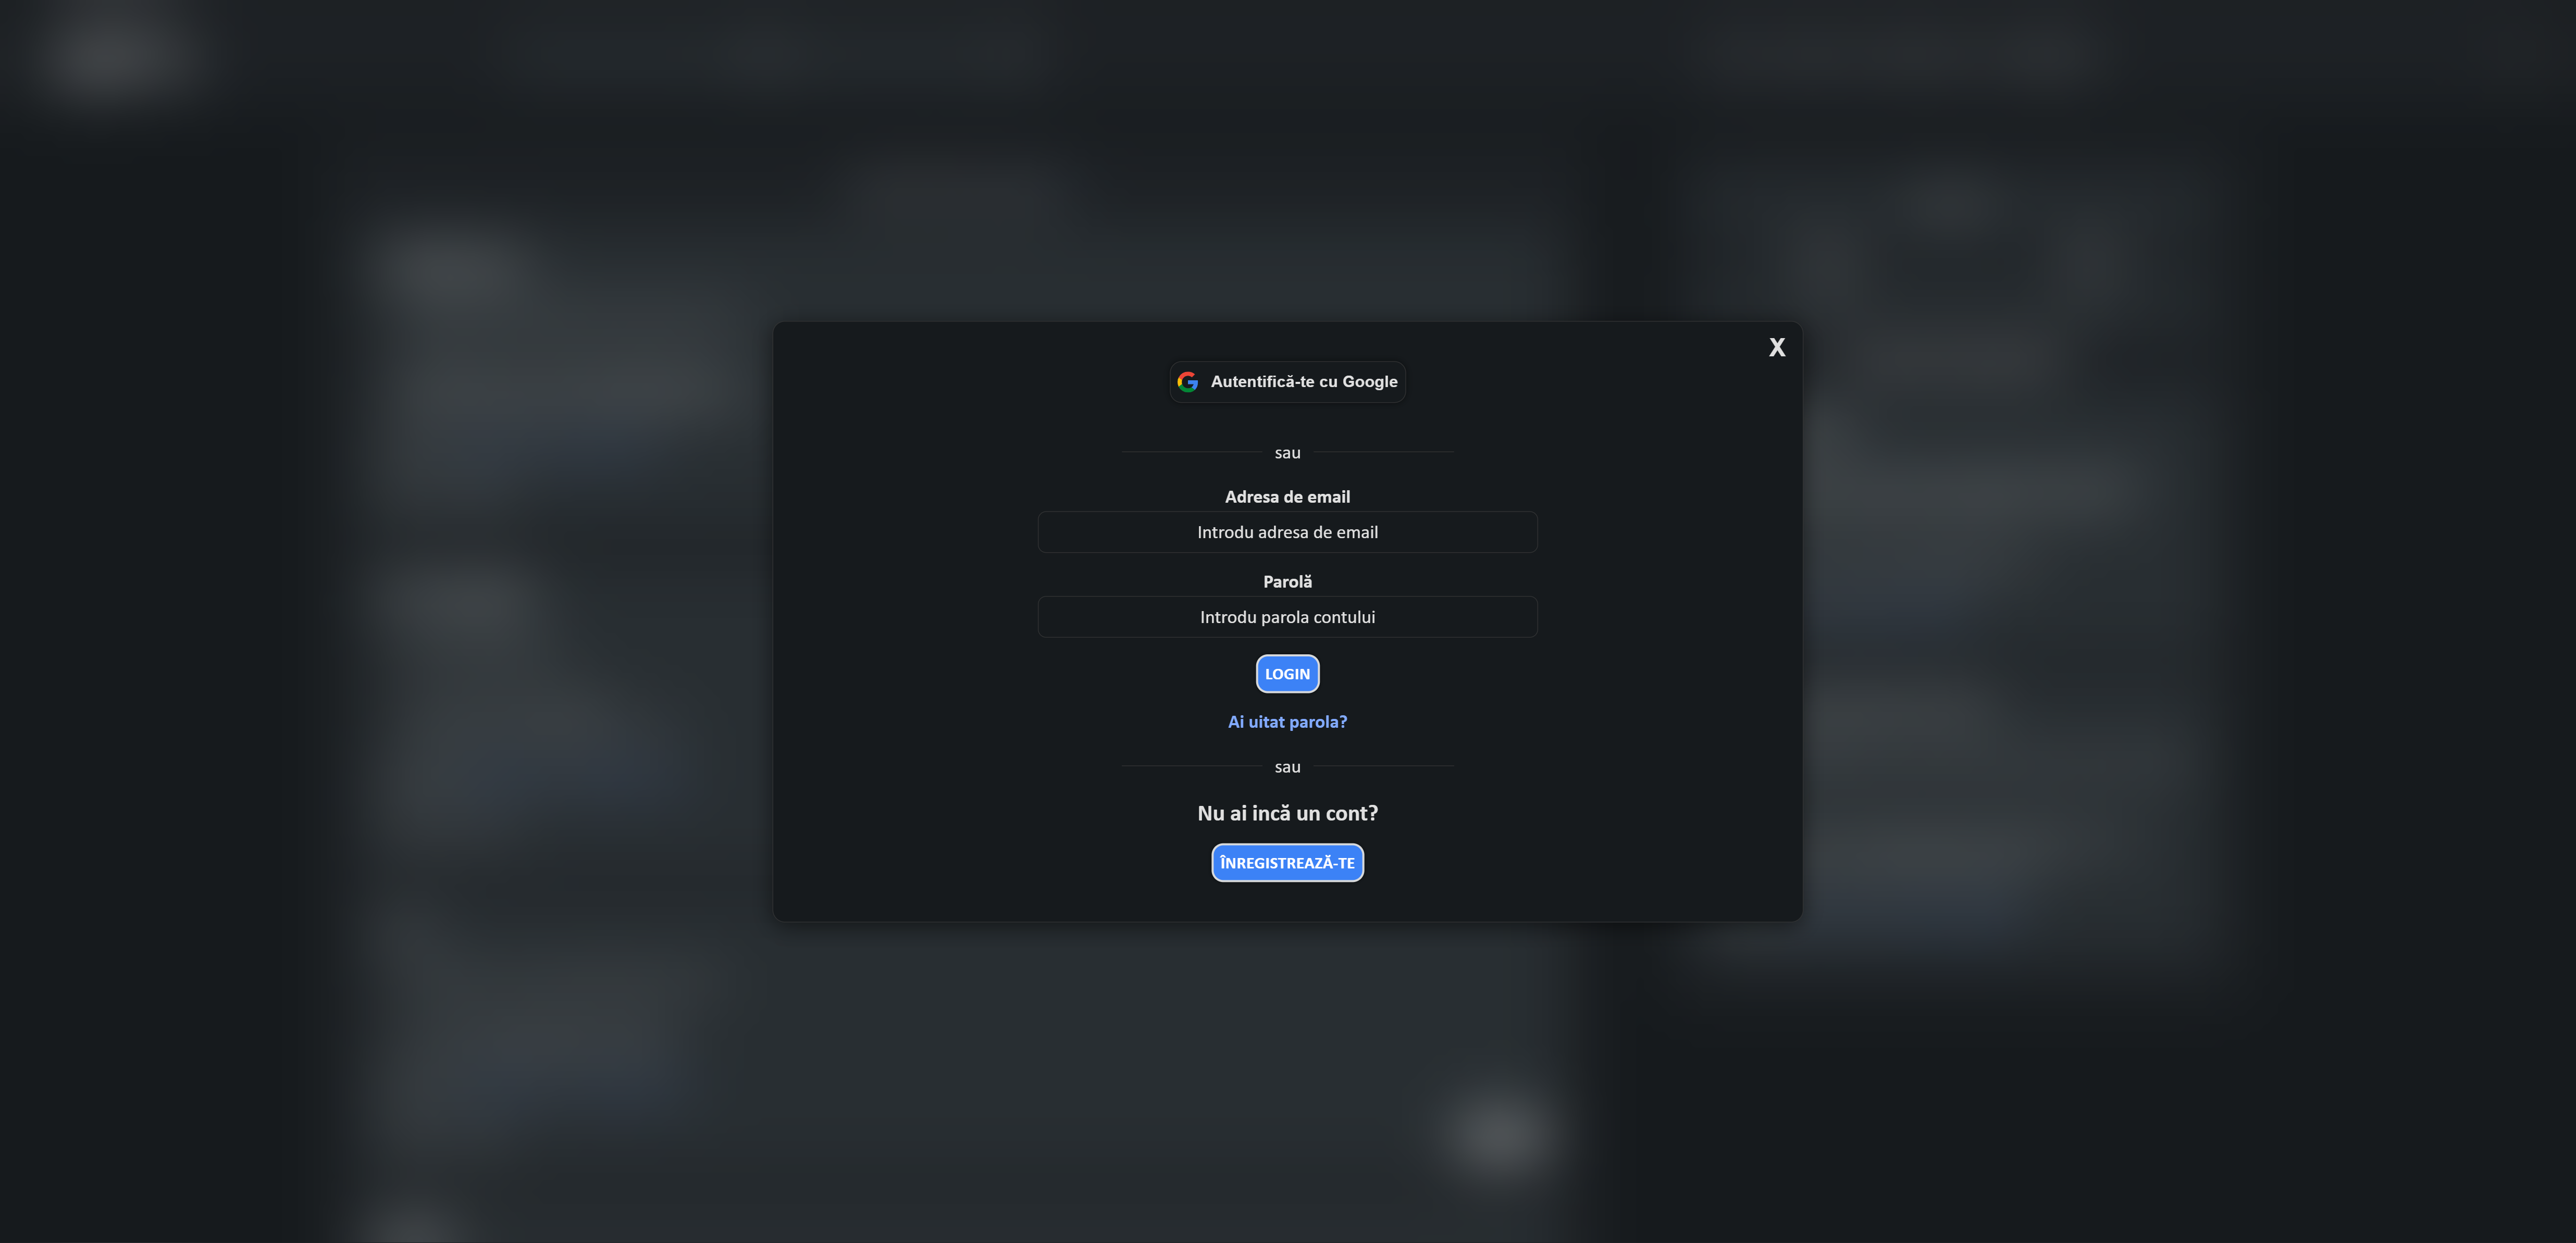 X
Autentifică-te cu Google
sau
Adresa de email
Introdu adresa de email
Parolă
Introdu parola contului
LOGIN
Ai uitat parola?
sau
Nu ai incă un cont?
ÎNREGISTREAZĂ-TE